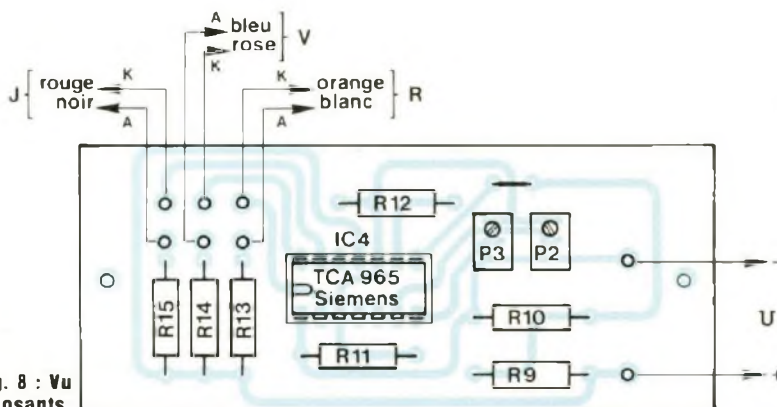 A bleu
rose
K
V
J
rouge
noir
K
A
K
A
orange
blanc
R
R12
IC4
TCA 965
Siemens
P3
P2
R15
R14
R13
R11
R10
R9
U
g. 8 : Vu
osants